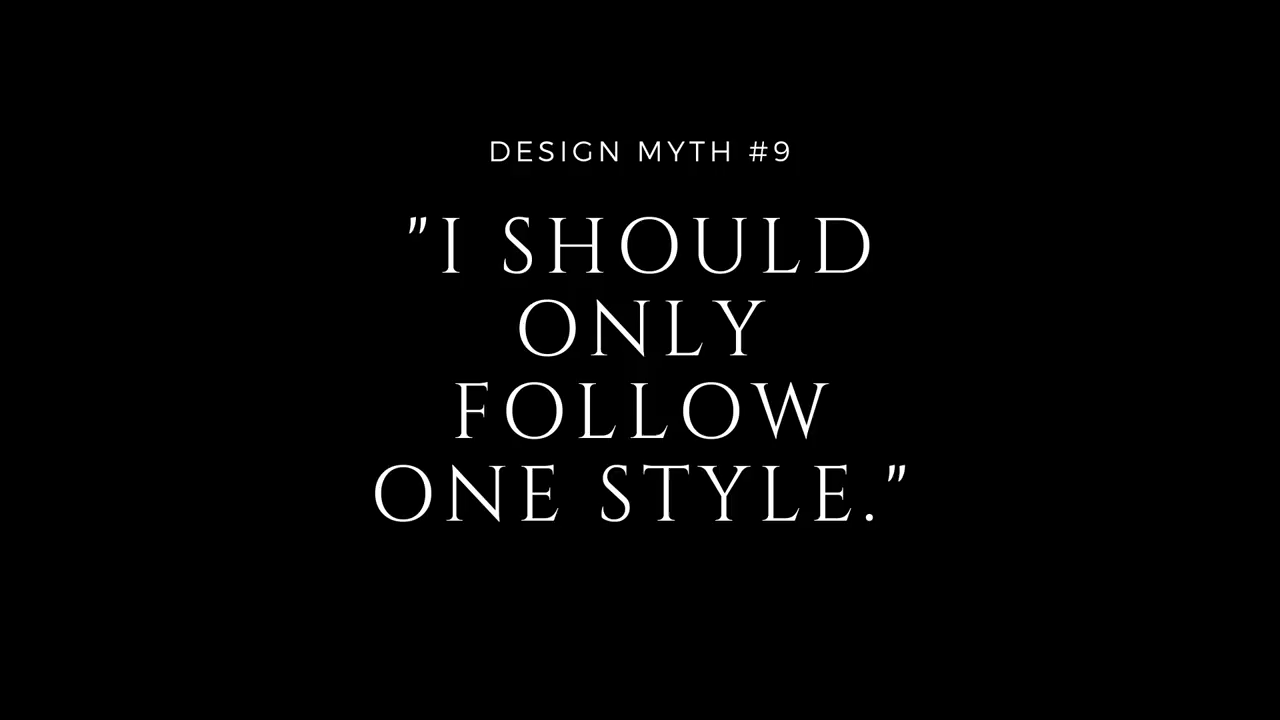 DESIGN MYTH #9
"I SHOULD
ONLY
FOLLOW
ONE STYLE."